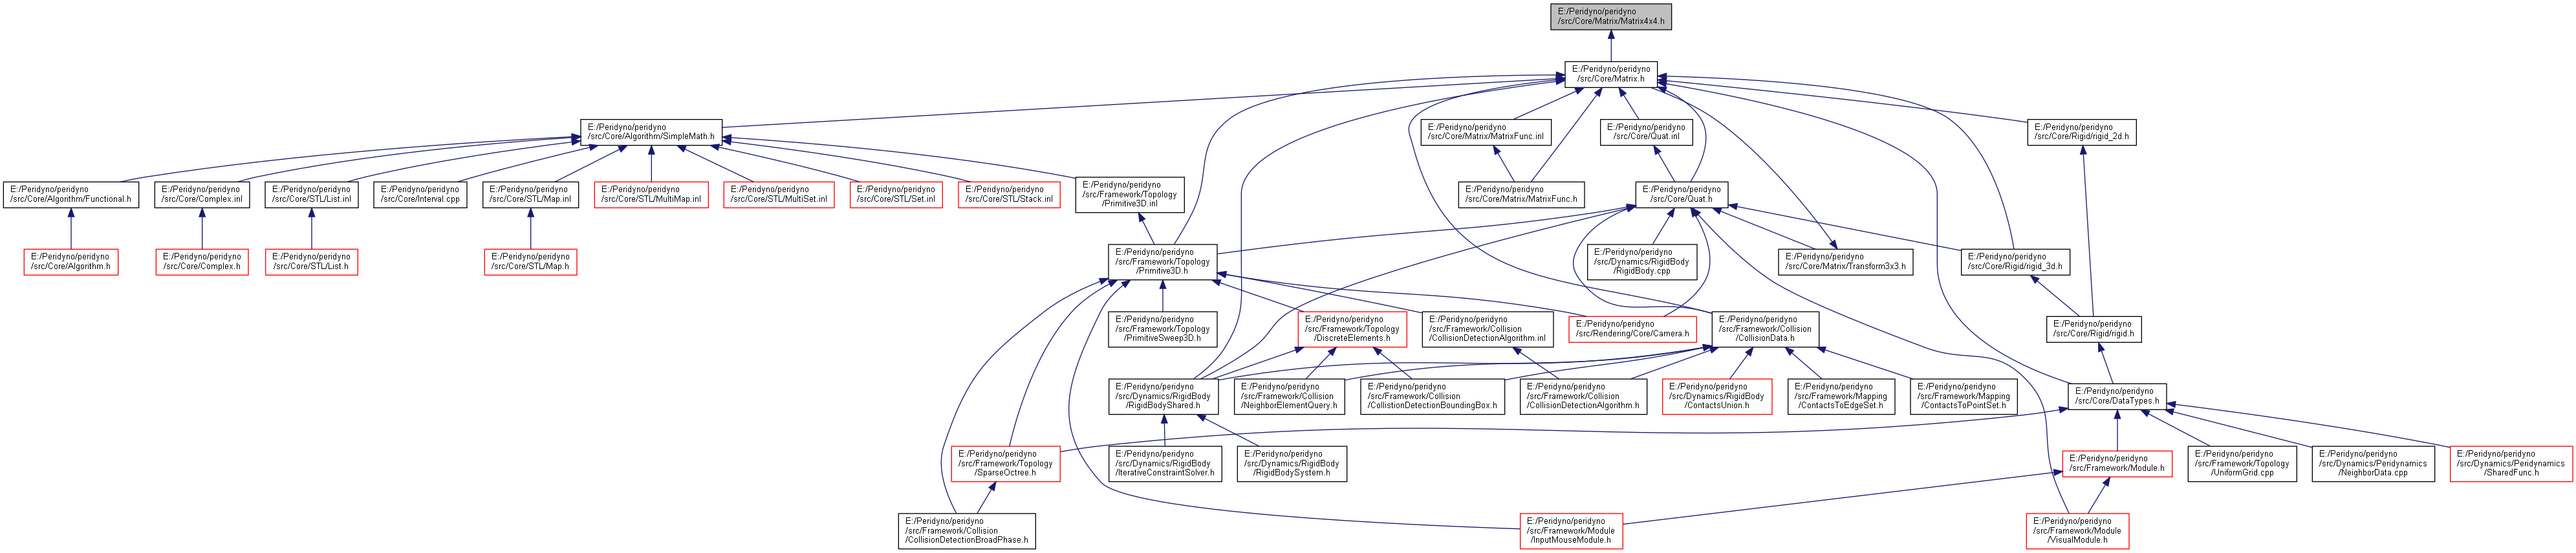 E:/Peridyno/peridyno
/src/Core/Matrix/Matrix4x4.h
E:/Peridyno/peridyno
/src/Core/Matrix.h
E:/Peridyno/peridyno
/src/Core/Algorithm/SimpleMath.h
E:/Peridyno/peridyno
/src/Core/Matrix/MatrixFunc.inl
E:/Peridyno/peridyno
/src/Core/Quat.inl
E:/Peridyno/peridyno
/src/Core/Rigid/rigid_2d.h
E:/Peridyno/peridyno
/src/Core/Algorithm/Functional.h
E:/Peridyno/peridyno
/src/Core/Complex.inl
E:/Peridyno/peridyno
/src/Core/STL/List.inl
E:/Peridyno/peridyno
/src/Core/Interval.cpp
E:/Peridyno/peridyno
/src/Core/STL/Map.inl
E:/Peridyno/peridyno
/src/Core/STL/MultiMap.inl
E:/Peridyno/peridyno
/src/Core/STL/MultiSet.inl
E:/Peridyno/peridyno
/src/Core/STL/Set.inl
E:/Peridyno/peridyno
/src/Core/STL/Stack.inl
E:/Peridyno/peridyno
/src/Framework/Topology
/Primitive3D.inl
E:/Peridyno/peridyno
/src/Core/Matrix/MatrixFunc.h
E:/Peridyno/peridyno
/src/Core/Quat.h
E:/Peridyno/peridyno
/src/Core/Algorithm.h
E:/Peridyno/peridyno
/src/Core/Complex.h
E:/Peridyno/peridyno
/src/Core/STL/List.h
E:/Peridyno/peridyno
/src/Core/STL/Map.h
E:/Peridyno/peridyno
/src/Framework/Topology
/Primitive3D.h
E:/Peridyno/peridyno
/src/Dynamics/RigidBody
/RigidBody.cpp
E:/Peridyno/peridyno
/src/Core/Matrix/Transform3x3.h
E:/Peridyno/peridyno
/src/Core/Rigid/rigid_3d.h
E:/Peridyno/peridyno
/src/Framework/Topology
/PrimitiveSweep3D.h
E:/Peridyno/peridyno
/src/Framework/Topology
/DiscreteElements.h
E:/Peridyno/peridyno
/src/Framework/Collision
/CollisionDetectionAlgorithm.inl
E:/Peridyno/peridyno
/src/Rendering/Core/Camera.h
E:/Peridyno/peridyno
/src/Framework/Collision
/CollisionData.h
E:/Peridyno/peridyno
/src/Core/Rigid/rigid.h
E:/Peridyno/peridyno
/src/Dynamics/RigidBody
/RigidBodyShared.h
E:/Peridyno/peridyno
/src/Framework/Collision
/NeighborElementQuery.h
E:/Peridyno/peridyno
/src/Framework/Collision
/CollistionDetectionBoundingBox.h
E:/Peridyno/peridyno
/src/Framework/Collision
/CollisionDetectionAlgorithm.h
E:/Peridyno/peridyno
/src/Dynamics/RigidBody
/ContactsUnion.h
E:/Peridyno/peridyno
/src/Framework/Mapping
/ContactsToEdgeSet.h
E:/Peridyno/peridyno
/src/Framework/Mapping
/ContactsToPointSet.h
E:/Peridyno/peridyno
/src/Core/DataTypes.h
E:/Peridyno/peridyno
/src/Framework/Topology
/SparseOctree.h
E:/Peridyno/peridyno
/src/Dynamics/RigidBody
/IterativeConstraintSolver.h
E:/Peridyno/peridyno
/src/Dynamics/RigidBody
/RigidBodySystem.h
E:/Peridyno/peridyno
/src/Framework/Module.h
E:/Peridyno/peridyno
/src/Framework/Topology
/UniformGrid.cpp
E:/Peridyno/peridyno
/src/Dynamics/Peridynamics
/NeighborData.cpp
E:/Peridyno/peridyno
/src/Dynamics/Peridynamics
/SharedFunc.h
E:/Peridyno/peridyno
/src/Framework/Collision
/CollisionDetectionBroadPhase.h
E:/Peridyno/peridyno
/src/Framework/Module
/InputMouseModule.h
E:/Peridyno/peridyno
/src/Framework/Module
/VisualModule.h